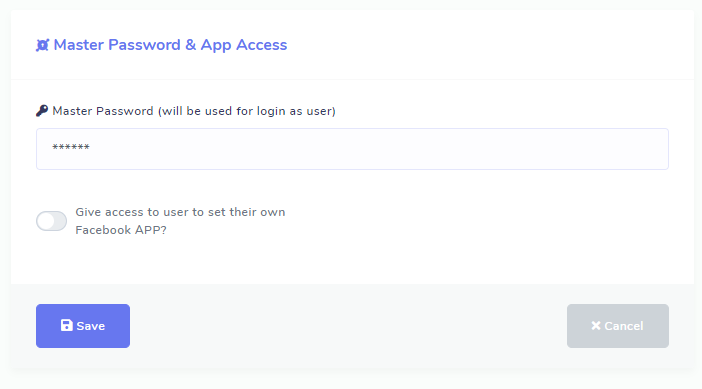 Master Password & App Access
Master Password (will be used for login as user)
******
Give access to user to set their own
Facebook APP?
Save
Cancel